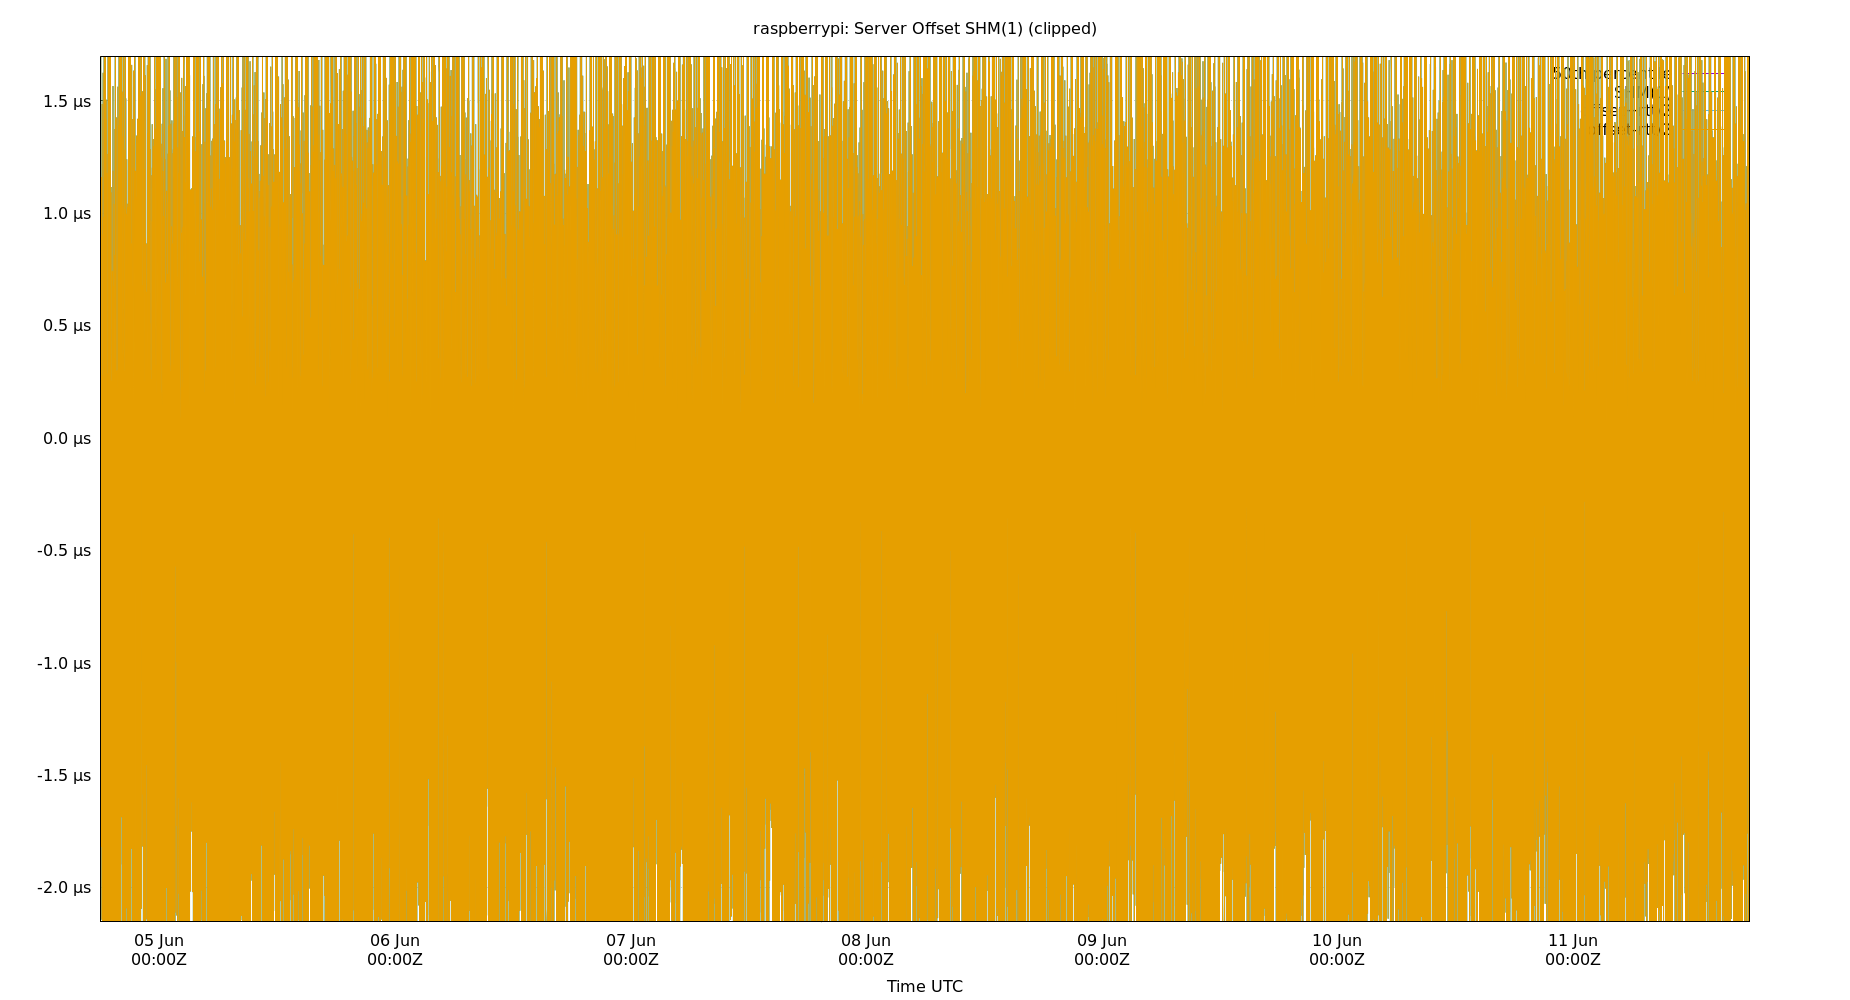 raspberrypi: Server Offset SHM(1) (clipped)
1.5 µs
1.0 µs
0.5 µs
0.0 µs
-0.5 µs
-1.0 µs
-1.5 µs
-2.0 µs
05 Jun 06 Jun 07 Jun 08 Jun 09 Jun 10 Jun 11 Jun
00:00Z 00:00Z 00:00Z 00:00Z 00:00Z 00:00Z 00:00Z
Time UTC